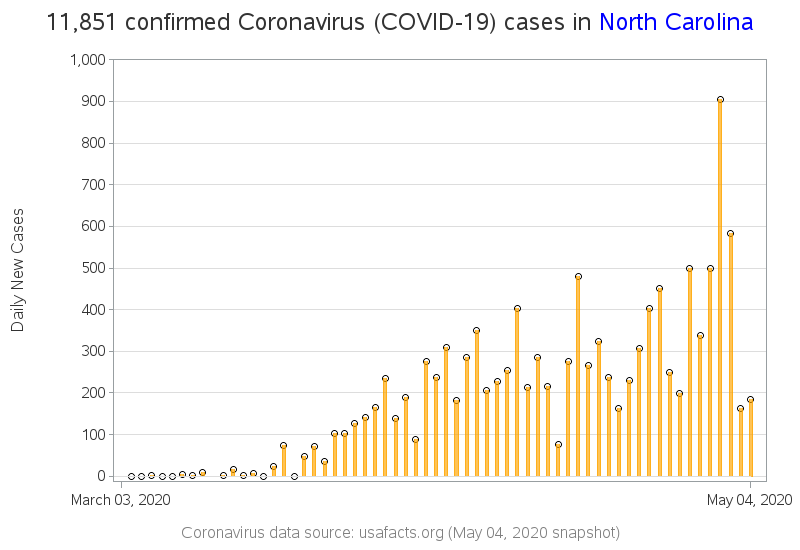 11,851 confirmed Coronavirus (COVID-19) cases in North Carolina
1,000
900
800
700
600
500
400
300
200
100
0
Daily New Cases
March 03, 2020
May 04, 2020
Coronavirus data source: usafacts.org (May 04, 2020 snapshot)